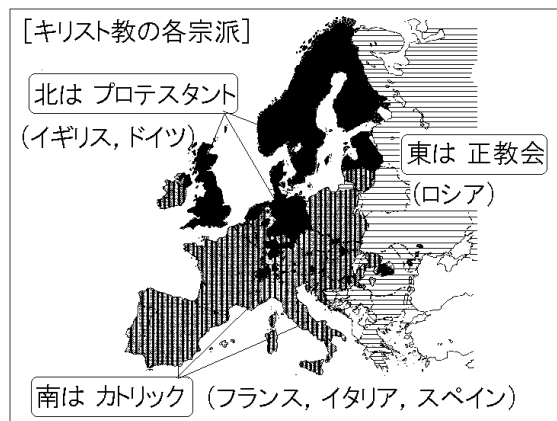 [キリスト教の各宗派]
北は プロテスタント
(イギリス, ドイツ)
東は 正教会
(ロシア)
南は カトリック (フランス, イタリア, スペイン)